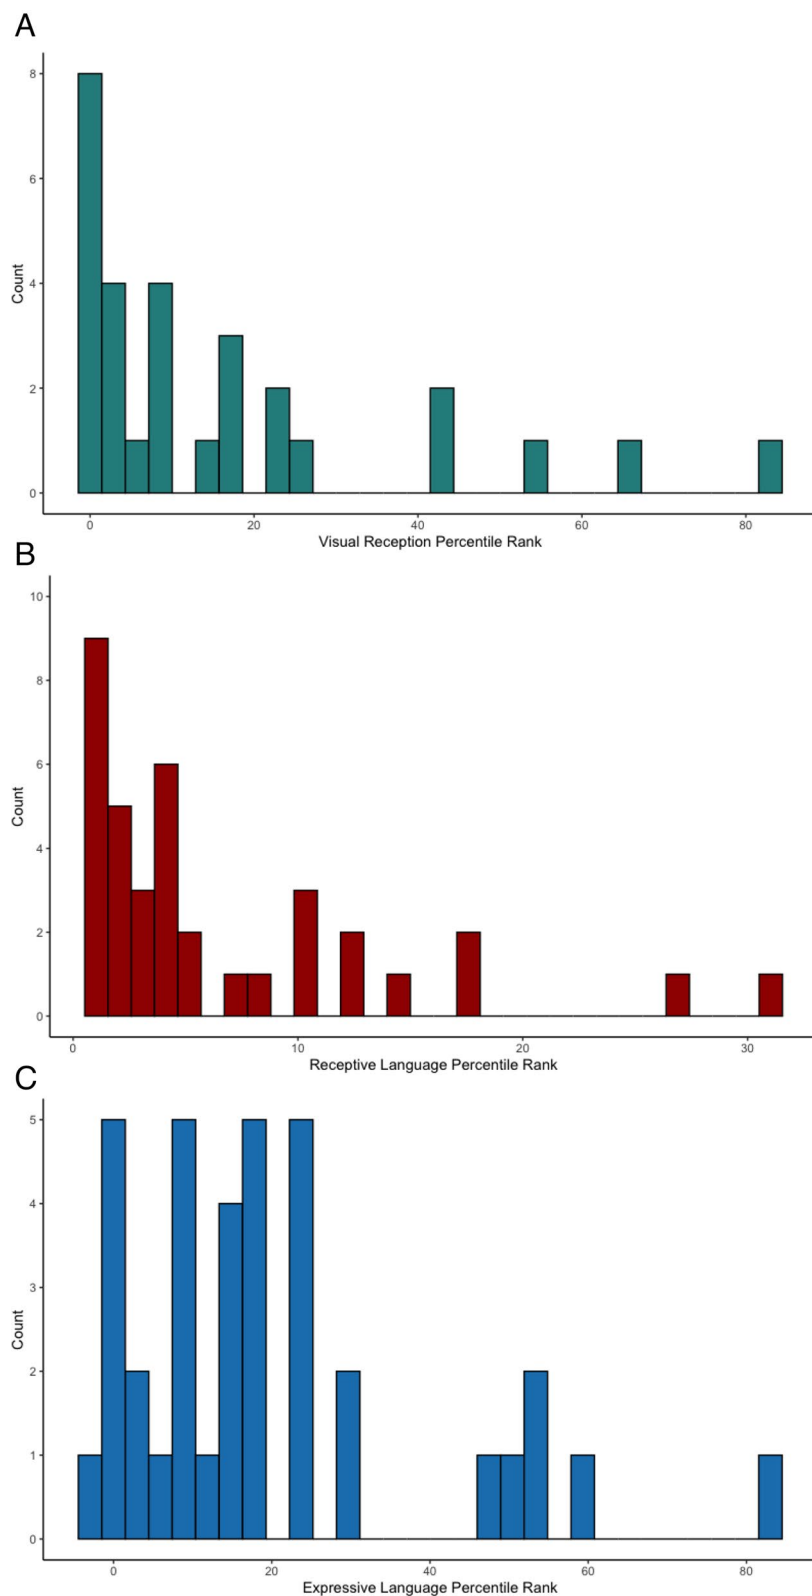 A
8
6
4
2
0
Count
0 20 40 60 80
Visual Reception Percentile Rank
B
10
8
6
4
2
0
Count
0 10 20 30
Receptive Language Percentile Rank
C
5
4
3
2
1
0
Count
0 20 40 60 80
Expressive Language Percentile Rank